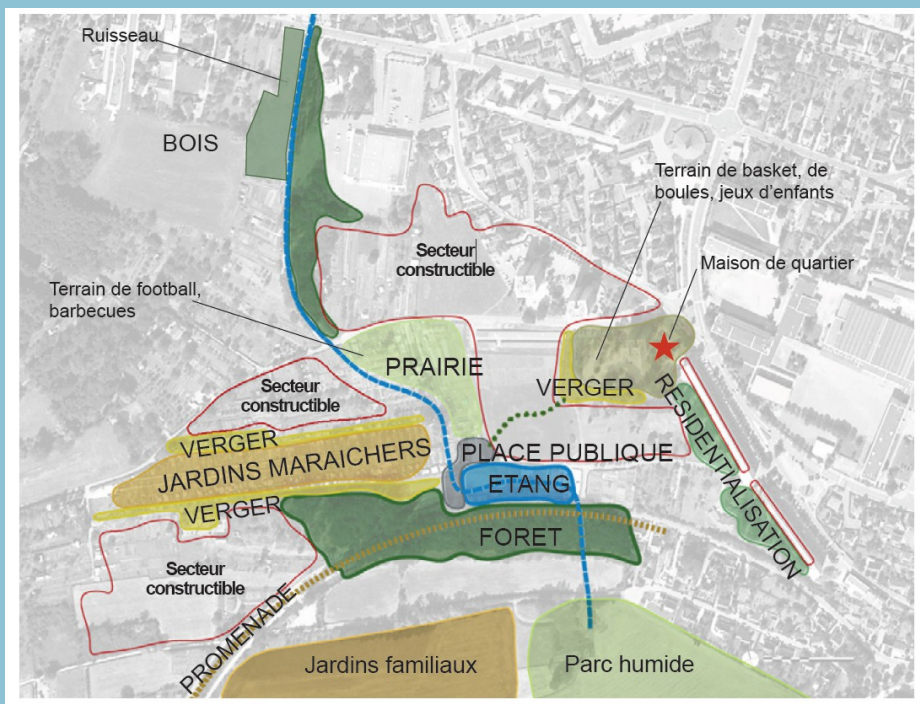 Ruisseau
BOIS
Terrain de basket, de
boules, jeux d'enfants
Secteur
constructible
Maison de quartier
Terrain de football,
barbecues
PRAIRIE
Secteur
constructible
VERGER
RESIDENTIALISATION
VERGER
JARDINS MARAICHERS
PLACE PUBLIQUE
ETANG
VERGER
FORET
Secteur
constructible
PROMENADE
Jardins familiaux
Parc humide